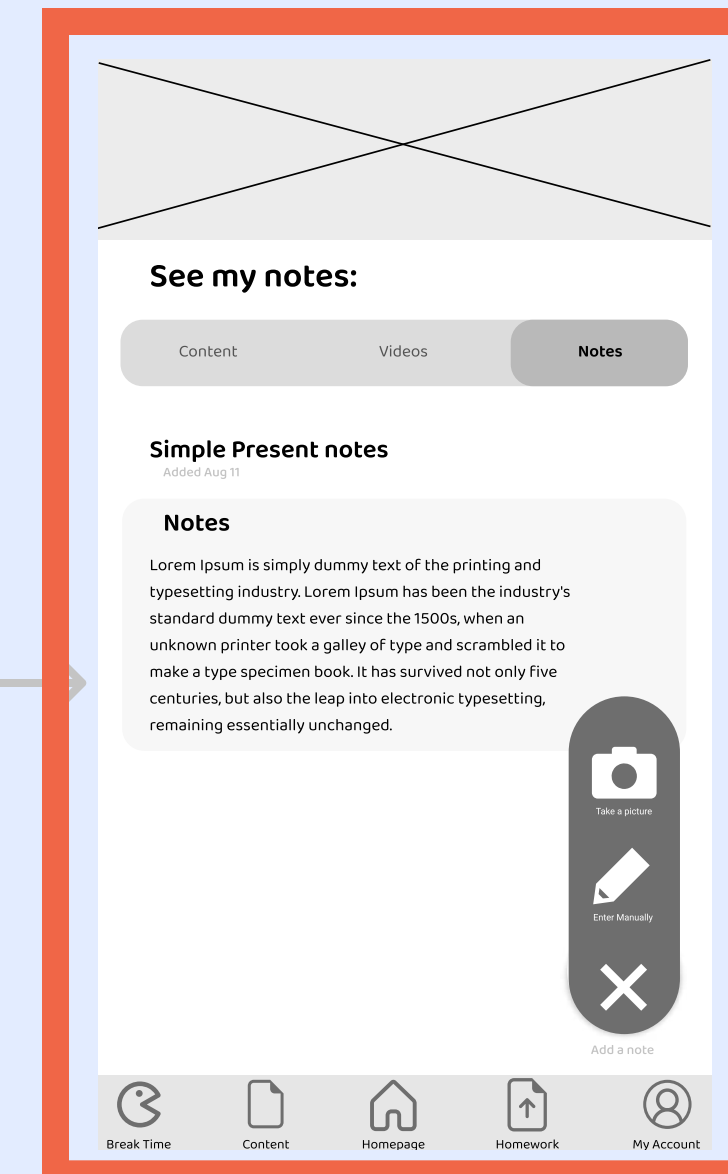 See my notes:
Content Videos Notes
Simple Present notes
Added Aug 11
Notes
Lorem Ipsum is simply dummy text of the printing and
typesetting industry. Lorem Ipsum has been the industry's
standard dummy text ever since the 1500s, when an
unknown printer took a galley of type and scrambled it to
make a type specimen book. It has survived not only five
centuries, but also the leap into electronic typesetting,
remaining essentially unchanged.
Take a picture
Enter Manually
Add a note
Break Time Content Homepage Homework My Account